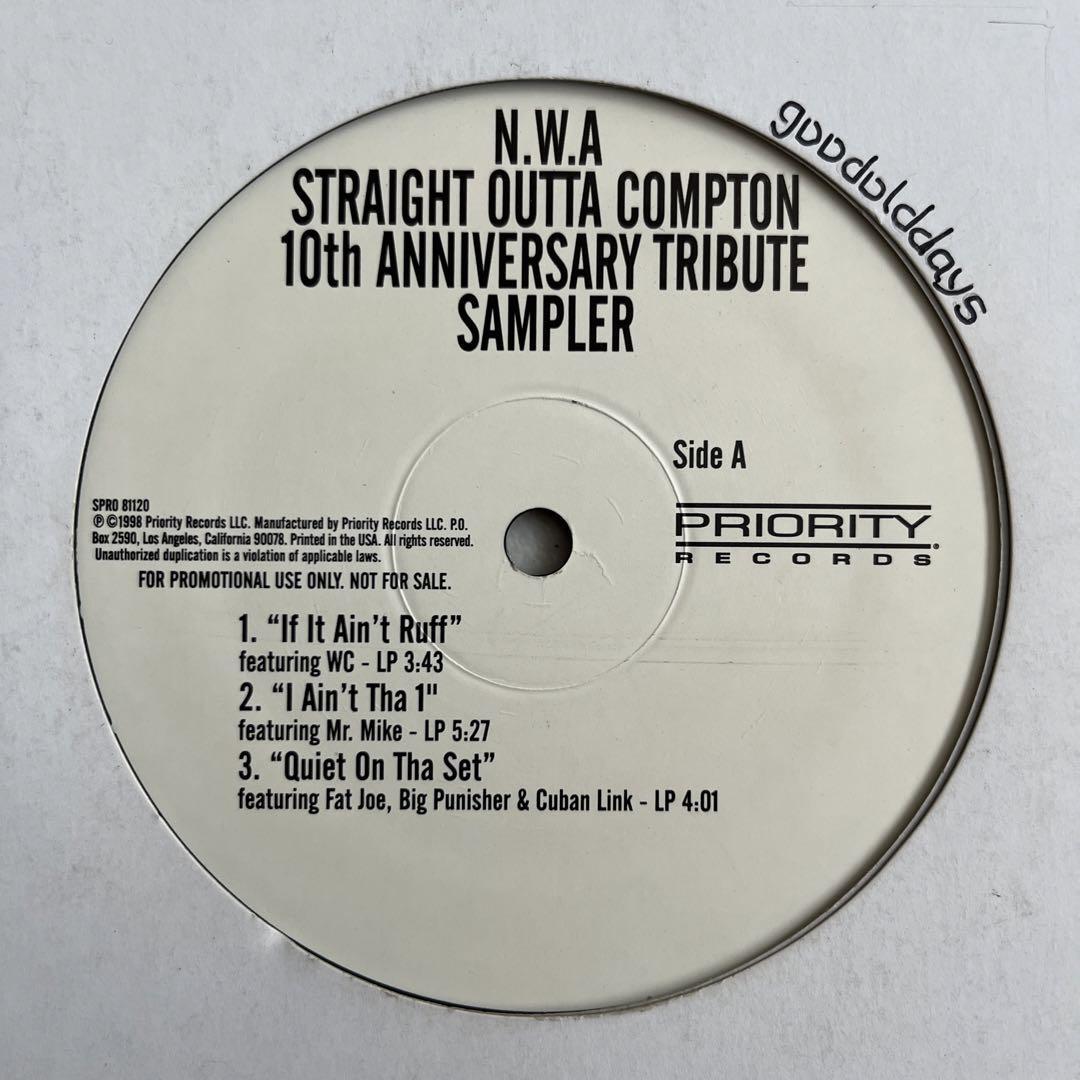 N.W.A
STRAIGHT OUTTA COMPTON
10th ANNIVERSARY TRIBUTE
SAMPLER
goodolddays
Side A
PRIORITY
RECORDS®
SPRO 81120
℗ ©1998 Priority Records LLC. Manufactured by Priority Records LLC. P.O.
Box 2590, Los Angeles, California 90078. Printed in the USA. All rights reserved.
Unauthorized duplication is a violation of applicable laws.
FOR PROMOTIONAL USE ONLY. NOT FOR SALE.
1. “If It Ain’t Ruff”
featuring WC - LP 3:43
2. “I Ain’t Tha 1"
featuring Mr. Mike - LP 5:27
3. “Quiet On Tha Set”
featuring Fat Joe, Big Punisher & Cuban Link - LP 4:01